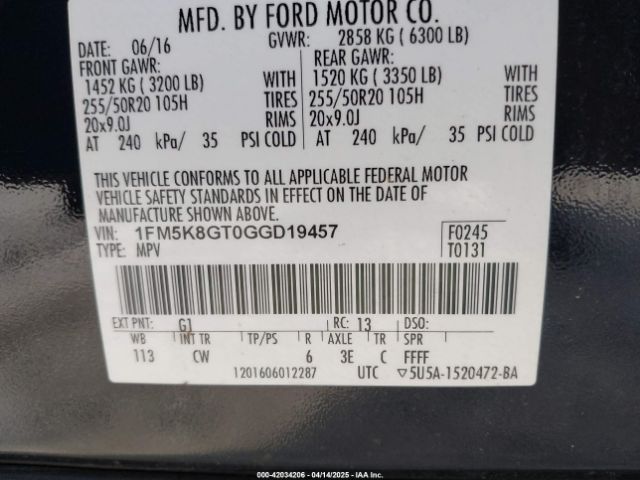 MFD. BY FORD MOTOR CO.
DATE: 06/16 GVWR: 2858 KG ( 6300 LB)
FRONT GAWR: REAR GAWR:
1452 KG ( 3200 LB) WITH 1520 KG ( 3350 LB) WITH
255/50R20 105H TIRES 255/50R20 105H TIRES
20x9.0J RIMS 20x9.0J RIMS
AT 240 kPa/ 35 PSI COLD AT 240 kPa/ 35 PSI COLD
THIS VEHICLE CONFORMS TO ALL APPLICABLE FEDERAL MOTOR
VEHICLE SAFETY STANDARDS IN EFFECT ON THE DATE OF
MANUFACTURE SHOWN ABOVE.
VIN: 1FM5K8GT0GGD19457 F0245
TYPE: MPV T0131
EXT PNT: G1 RC: 13 DSO:
WB INT TR TP/PS R AXLE TR SPR
113 CW 6 3E C FFFF
1201606012287 UTC ▽5U5A-1520472-BA
000-42034206 - 04/14/2025 - IAA, Inc.